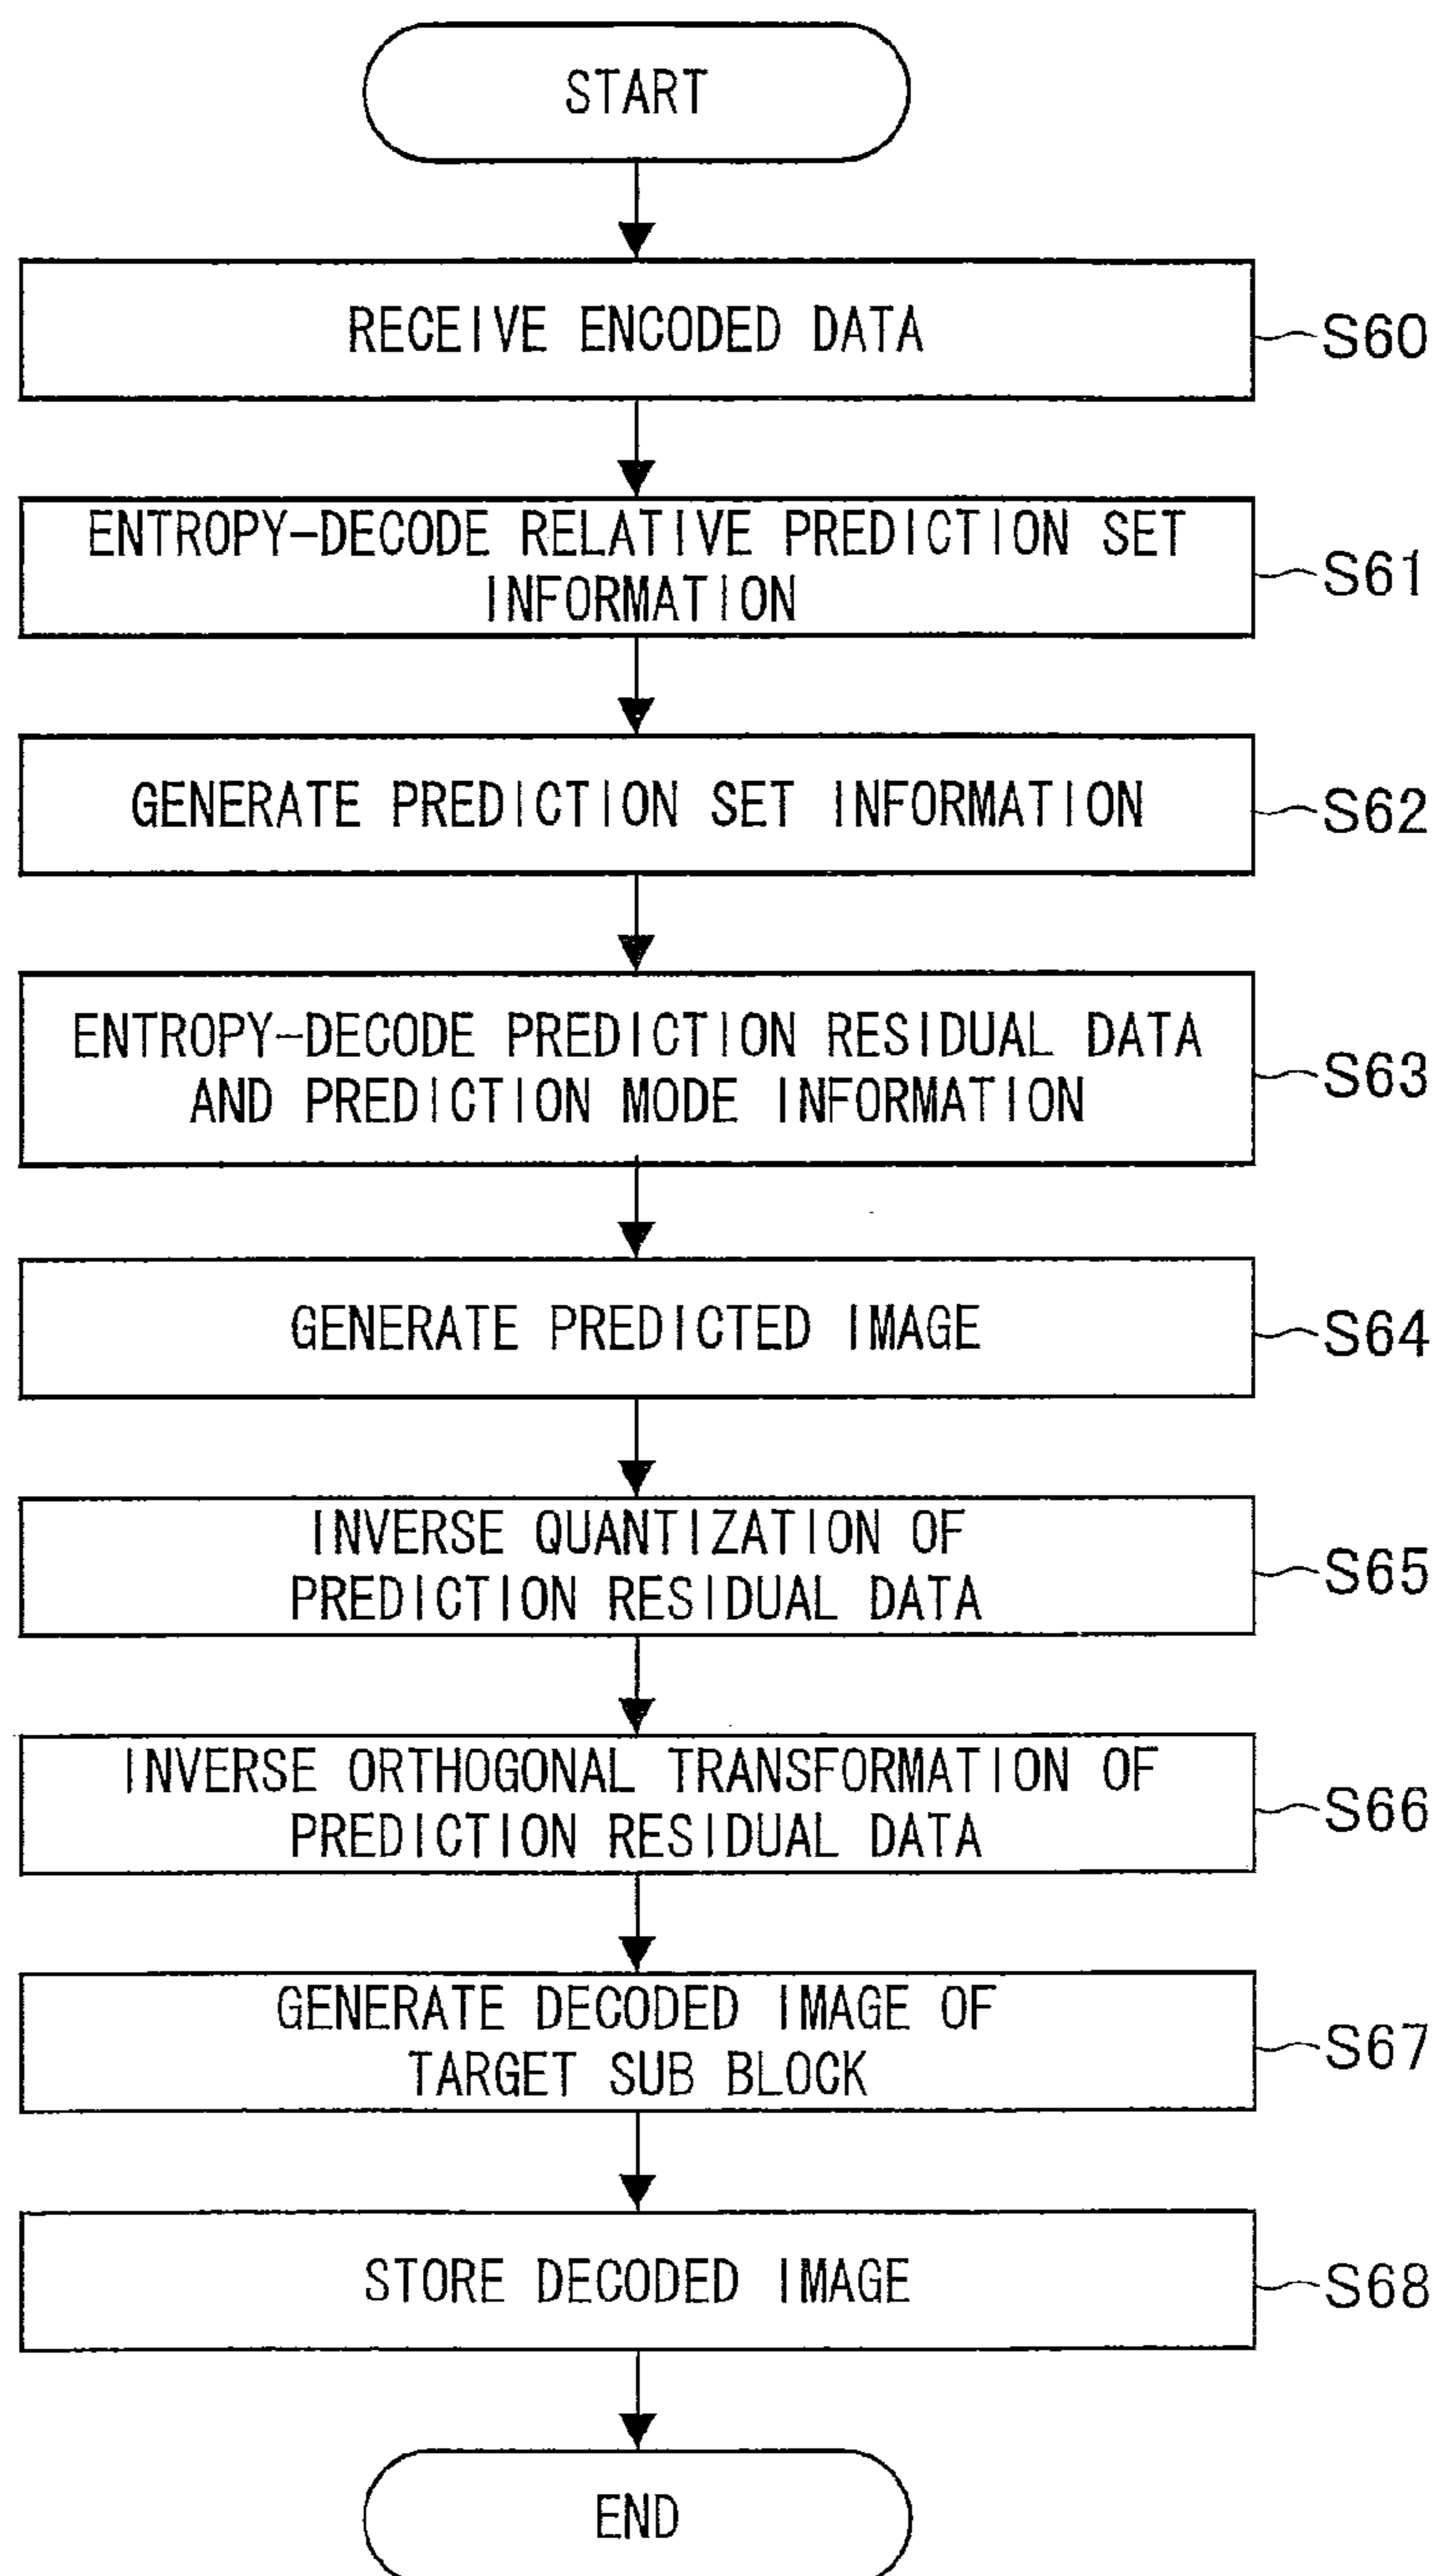 START
RECEIVE ENCODED DATA
S60
ENTROPY-DECODE RELATIVE PREDICTION SET
INFORMATION
S61
GENERATE PREDICTION SET INFORMATION
S62
ENTROPY-DECODE PREDICTION RESIDUAL DATA
AND PREDICTION MODE INFORMATION
S63
GENERATE PREDICTED IMAGE
S64
INVERSE QUANTIZATION OF
PREDICTION RESIDUAL DATA
S65
INVERSE ORTHOGONAL TRANSFORMATION OF
PREDICTION RESIDUAL DATA
S66
GENERATE DECODED IMAGE OF
TARGET SUB BLOCK
S67
STORE DECODED IMAGE
S68
END